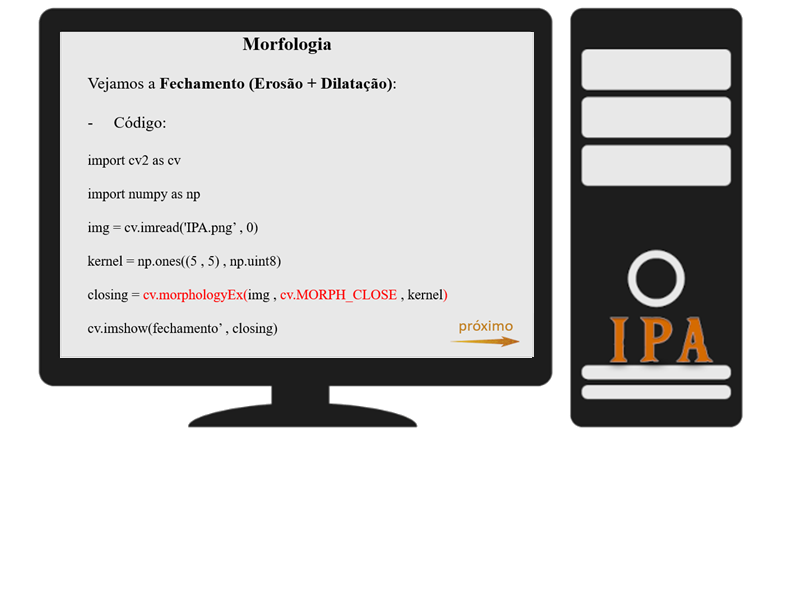 Morfologia
Vejamos a Fechamento (Erosão + Dilatação):
- Código:
import cv2 as cv
import numpy as np
img = cv.imread('IPA.png’ , 0)
kernel = np.ones((5 , 5) , np.uint8)
closing = cv.morphologyEx(img , cv.MORPH_CLOSE , kernel)
cv.imshow(fechamento’ , closing)
próximo
IPA